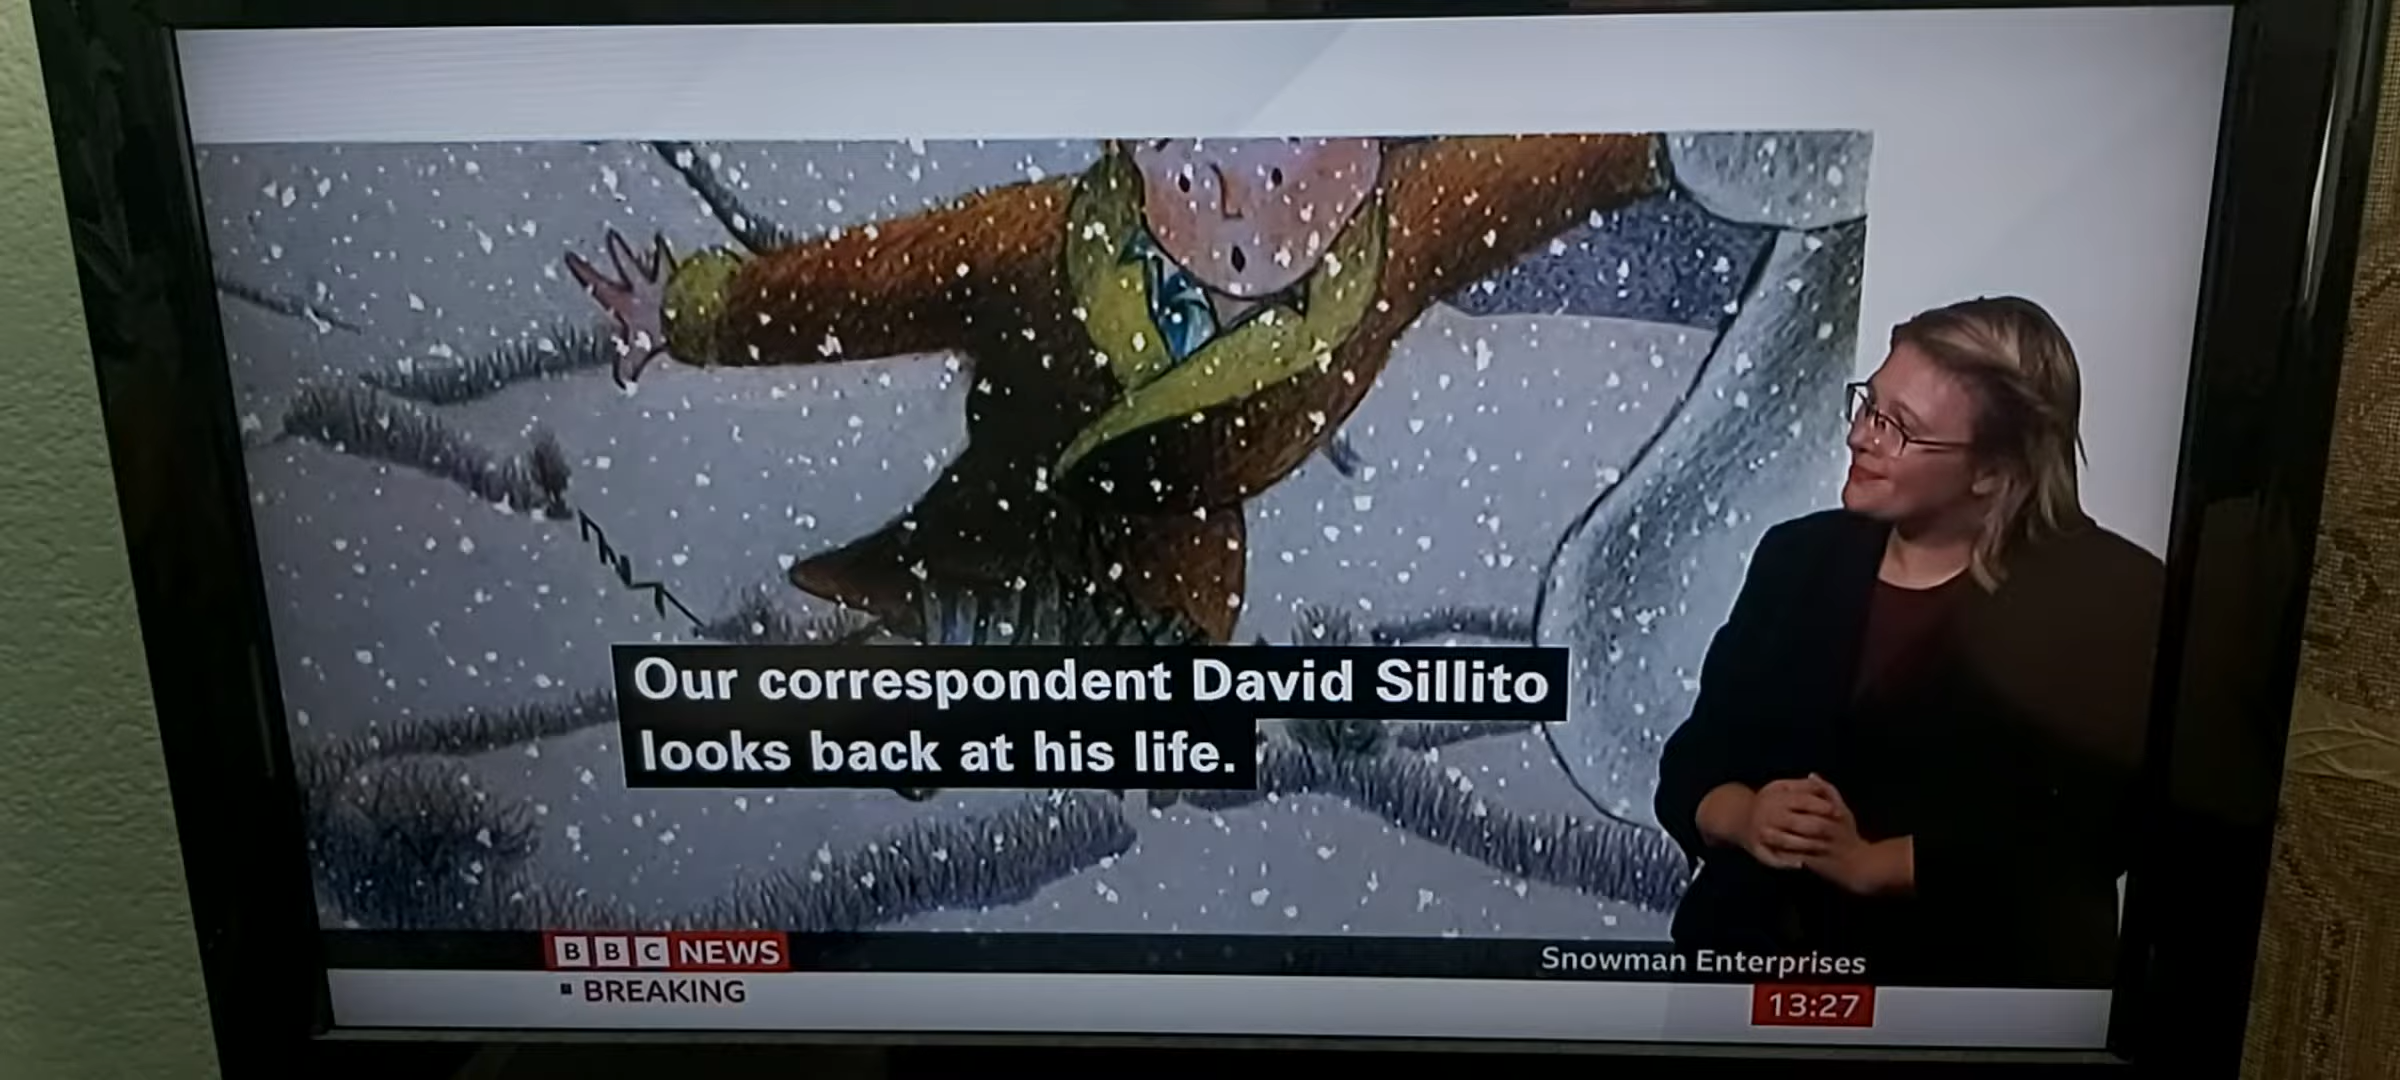 Our correspondent David Sillito
looks back at his life.
BBC NEWS
Snowman Enterprises
BREAKING
13:27